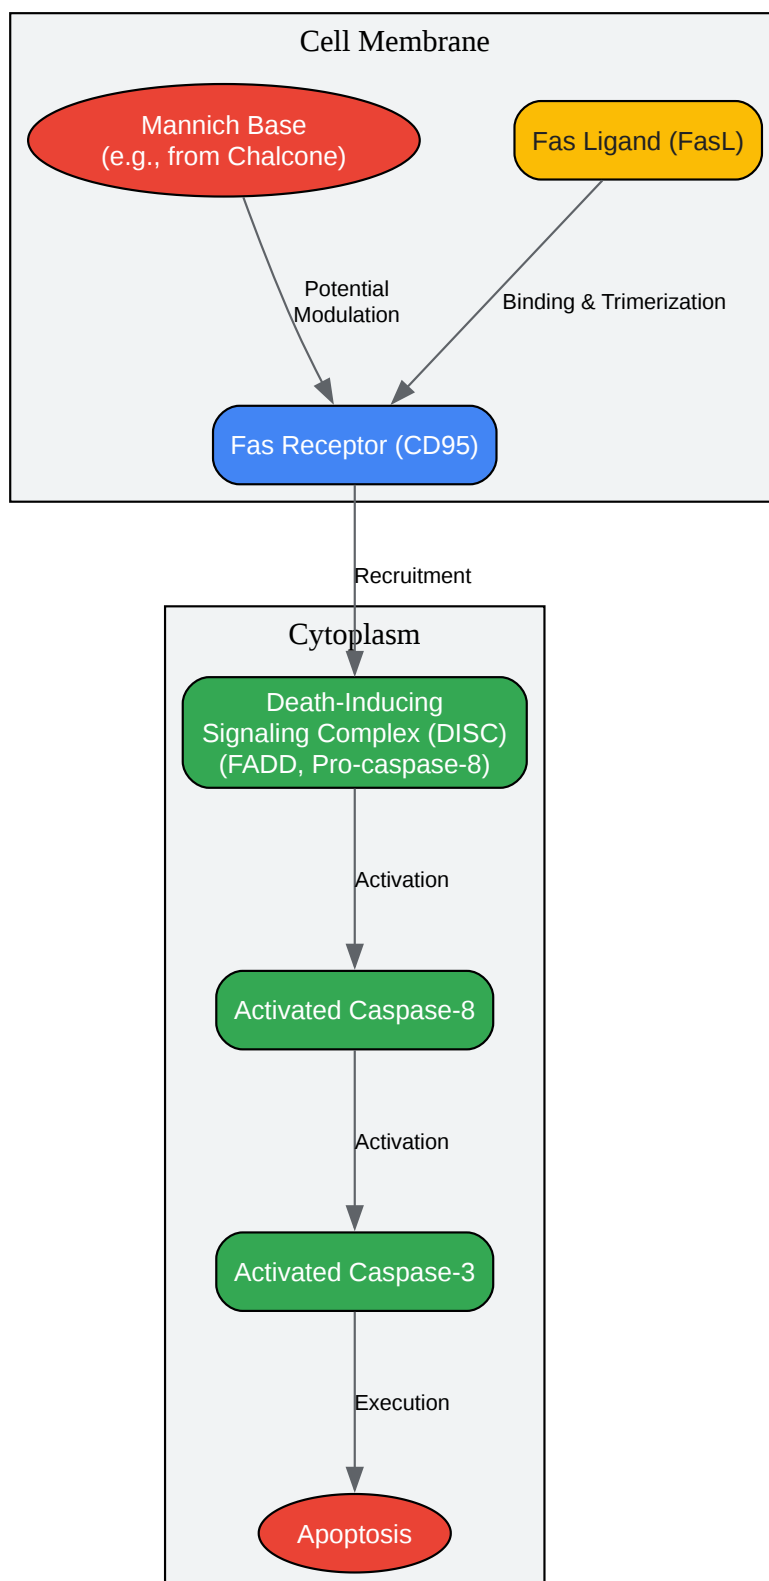 Cell Membrane
Mannich Base
(e.g., from Chalcone)
Fas Ligand (FasL)
Potential
Modulation
Binding & Trimerization
Fas Receptor (CD95)
Recruitment
Cytoplasm
Death-Inducing
Signaling Complex (DISC)
(FADD, Pro-caspase-8)
Activation
Activated Caspase-8
Activation
Activated Caspase-3
Execution
Apoptosis